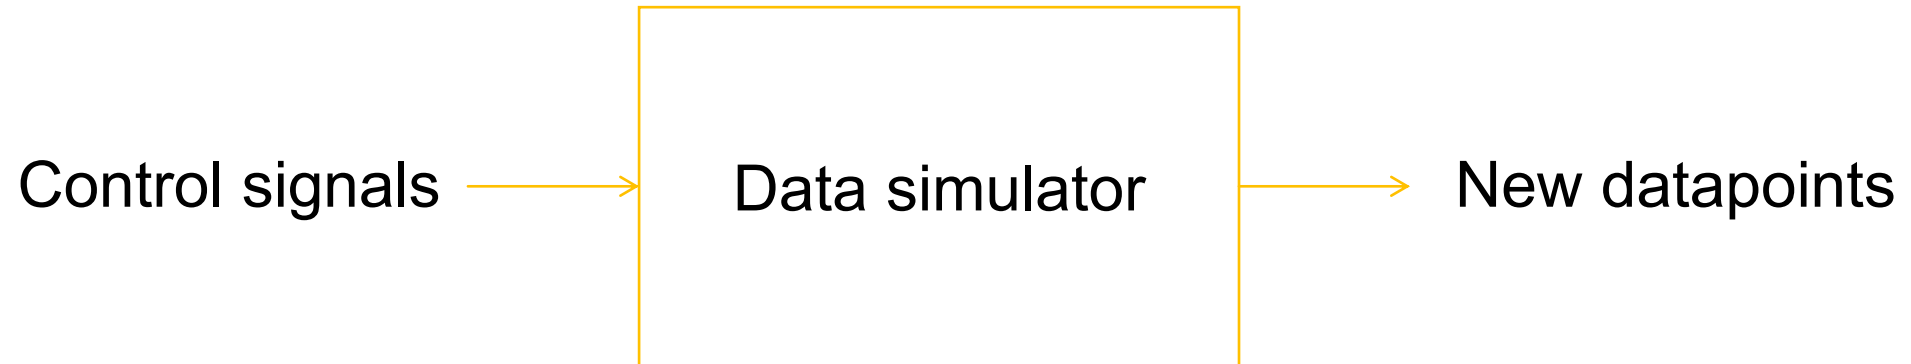 Control signals
Data simulator
New datapoints